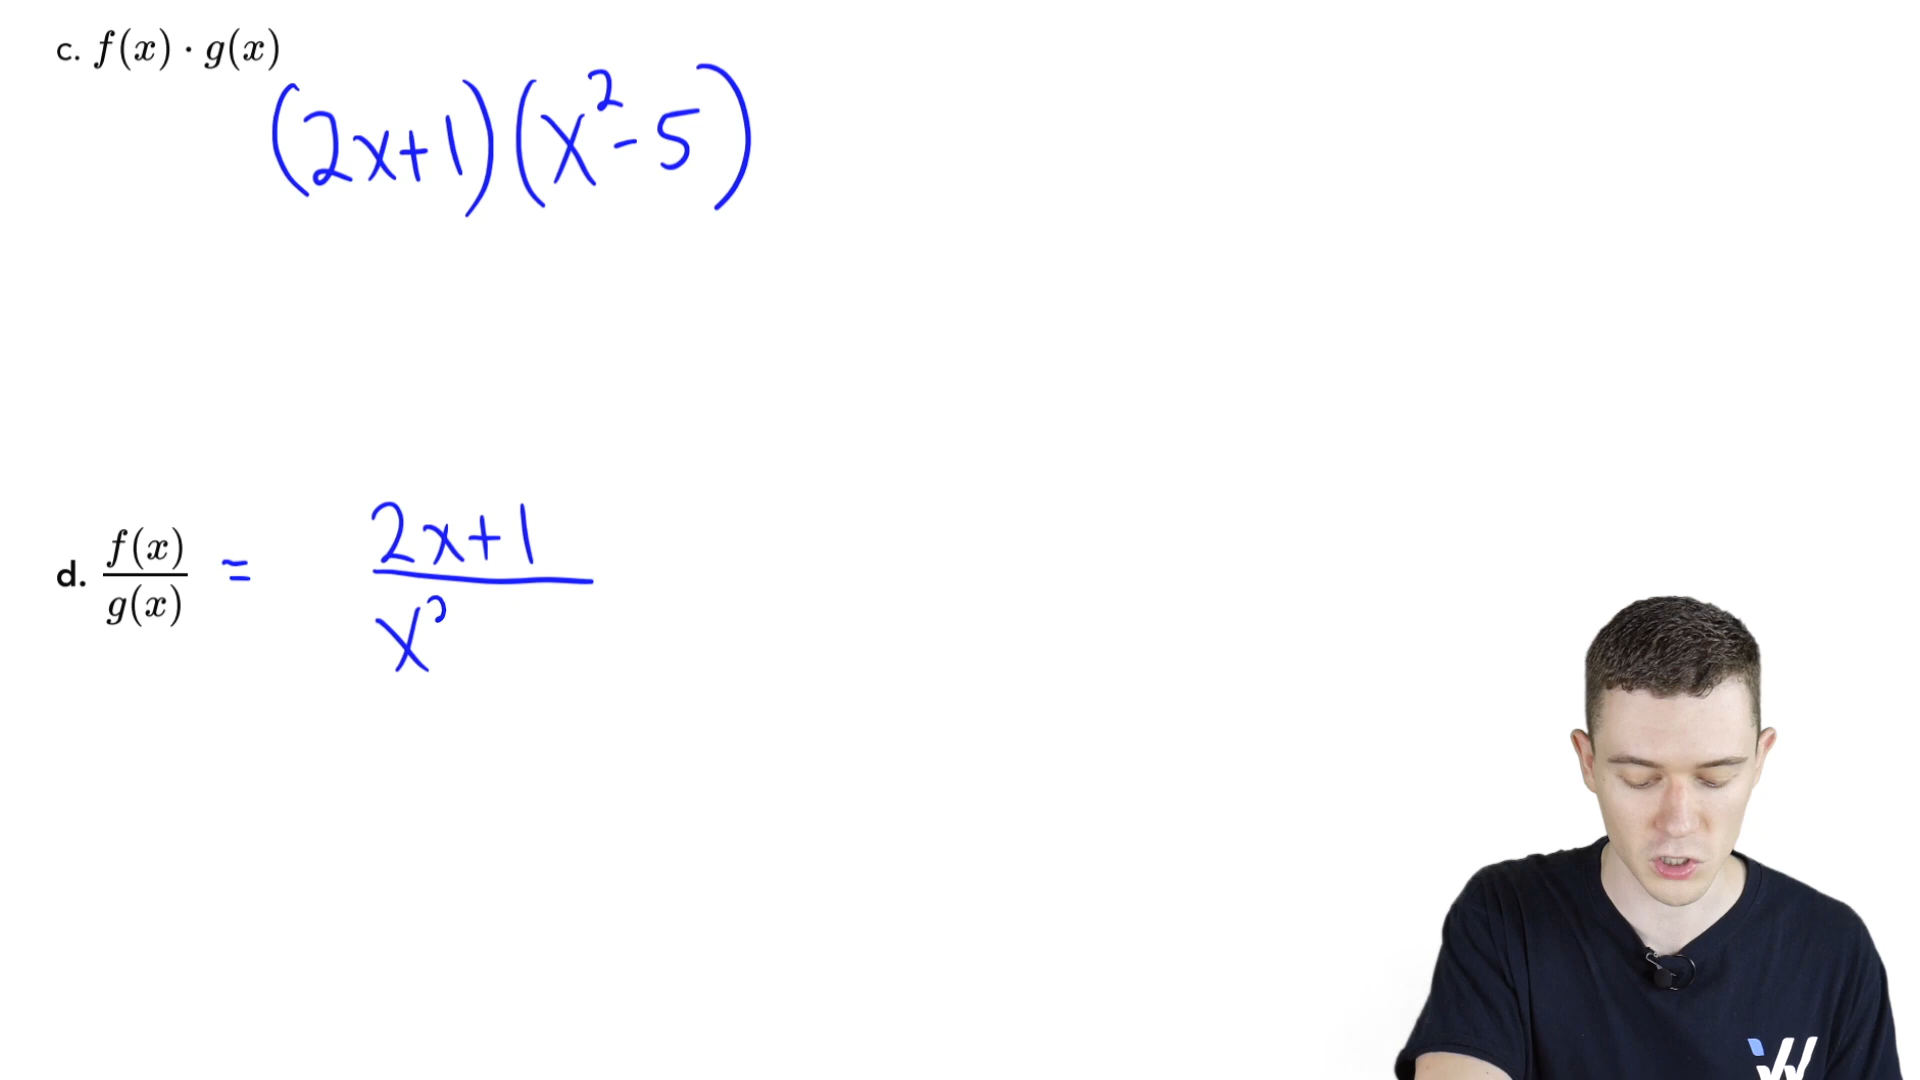 c. f(x) · g(x)
(2x+1)(x²-5)
d. f(x)/g(x) = 2x+1/x²